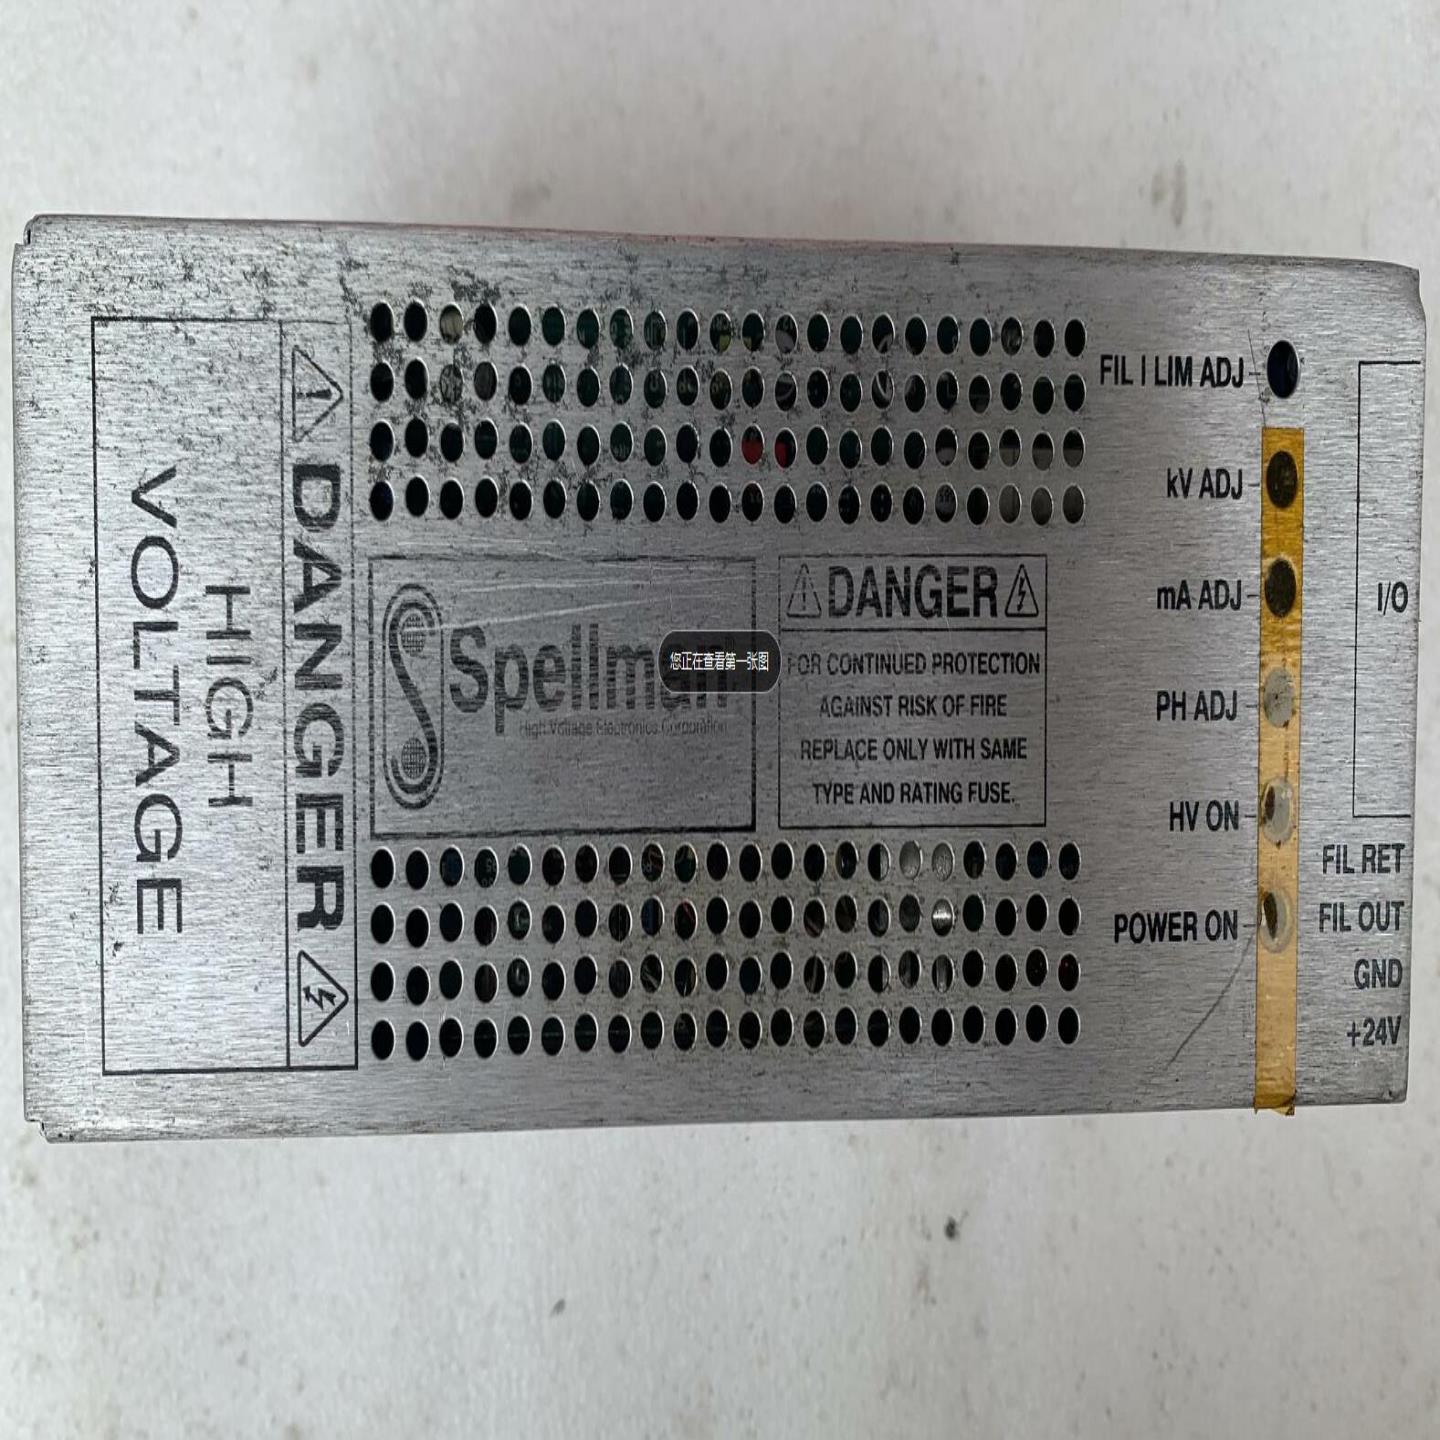 DANGER
HIGH
VOLTAGE
Spellman
High Voltage Electronics Corporation
您正在查看第一张图
DANGER
FOR CONTINUED PROTECTION
AGAINST RISK OF FIRE
REPLACE ONLY WITH SAME
TYPE AND RATING FUSE.
FIL I LIM ADJ
kV ADJ
mA ADJ
PH ADJ
HV ON
POWER ON
I/O
FIL RET
FIL OUT
GND
+24V